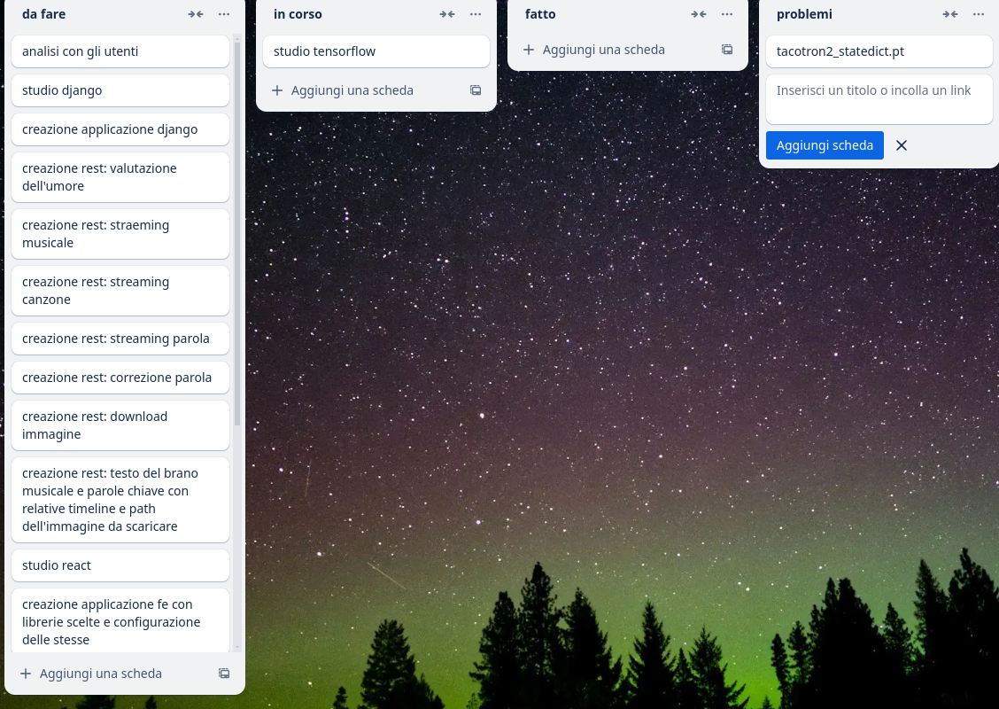 da fare
analisi con gli utenti
studio django
creazione applicazione django
creazione rest: valutazione
dell'umore
creazione rest: straeming
musicale
creazione rest: streaming
canzone
creazione rest: streaming parola
creazione rest: correzione parola
creazione rest: download
immagine
creazione rest: testo del brano
musicale e parole chiave con
relative timeline e path
dell'immagine da scaricare
studio react
creazione applicazione fe con
librerie scelte e configurazione
delle stesse
Aggiungi una scheda
in corso
studio tensorflow
Aggiungi una scheda
fatto
Aggiungi una scheda
problemi
tacotron2_statedict.pt
Inserisci un titolo o incolla un link
Aggiungi scheda